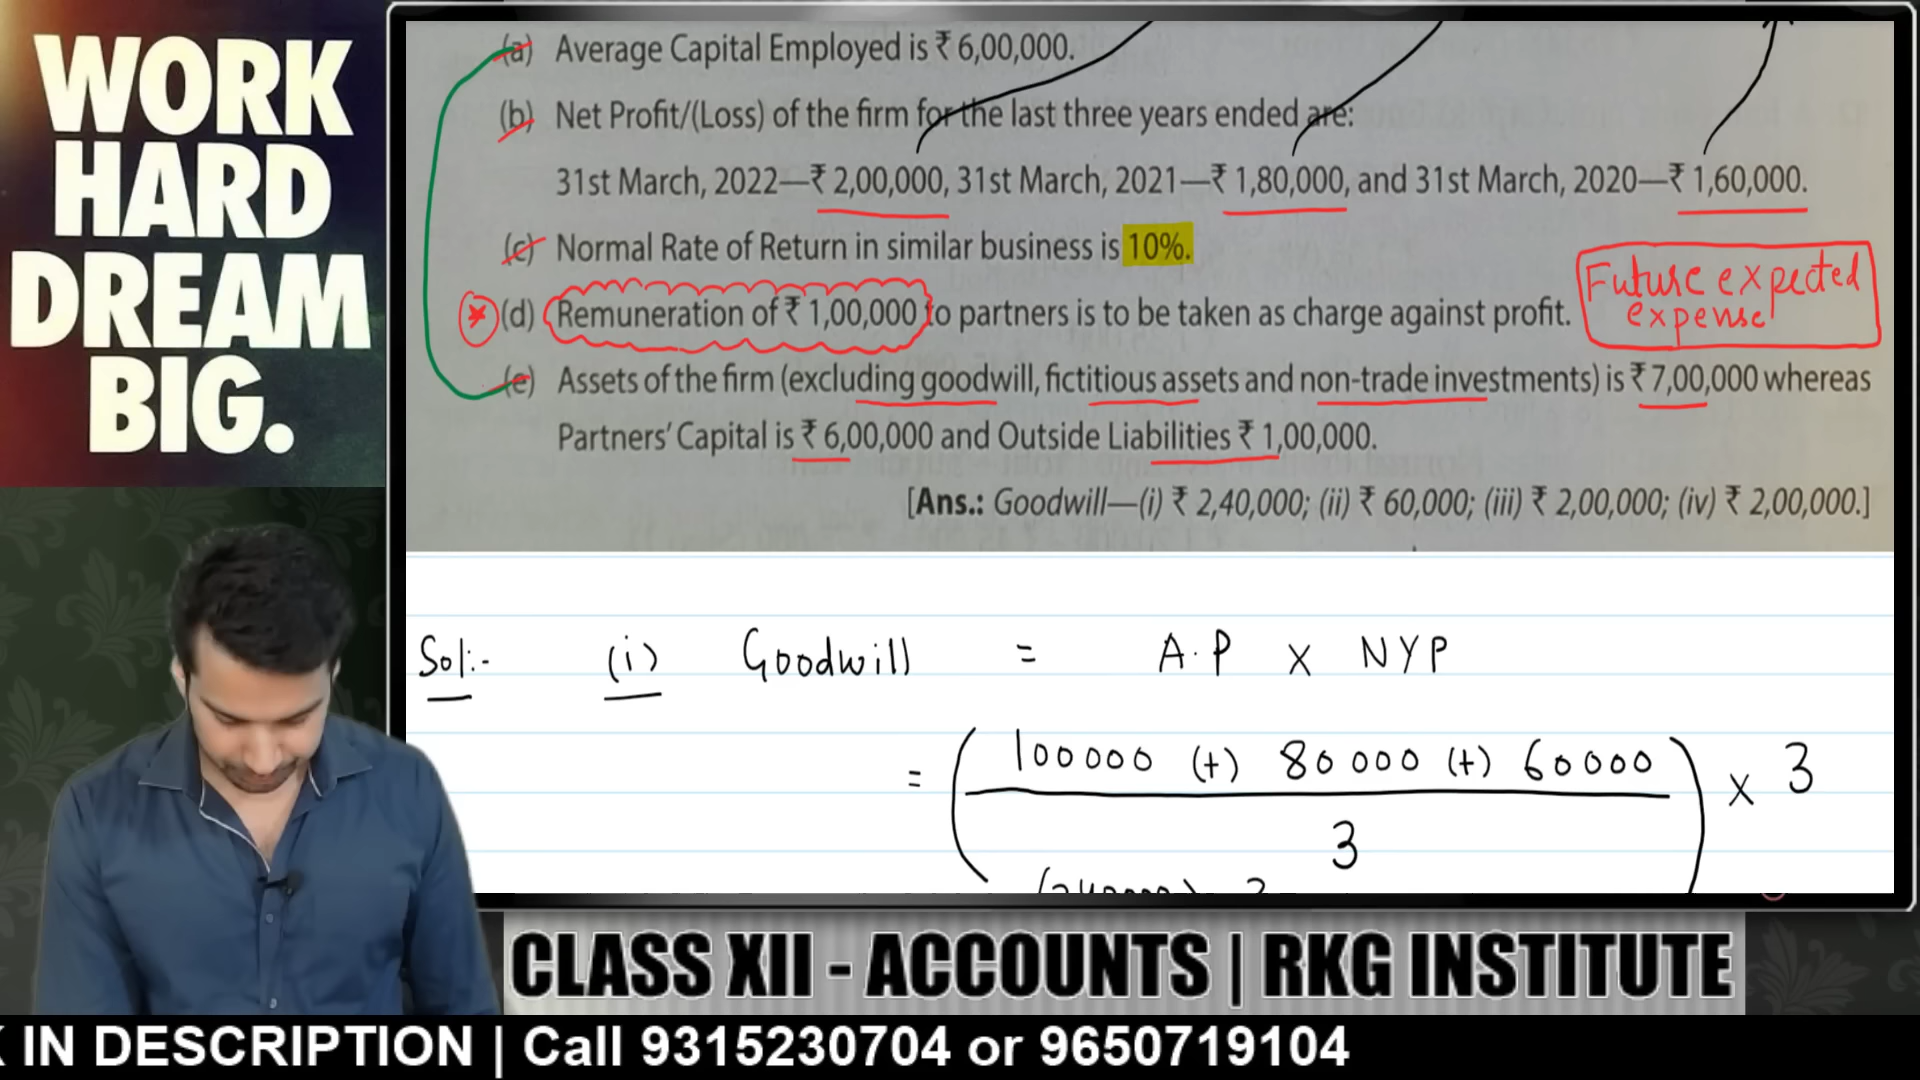 WORK
HARD
DREAM
BIG.
(a) Average Capital Employed is ₹ 6,00,000.
(b) Net Profit/(Loss) of the firm for the last three years ended are:
31st March, 2022—₹ 2,00,000, 31st March, 2021—₹ 1,80,000, and 31st March, 2020—₹ 1,60,000.
(c) Normal Rate of Return in similar business is 10%.
(d) Remuneration of ₹ 1,00,000 to partners is to be taken as charge against profit.
Future expected
expense
(e) Assets of the firm (excluding goodwill, fictitious assets and non-trade investments) is ₹ 7,00,000 whereas
Partners' Capital is ₹ 6,00,000 and Outside Liabilities ₹ 1,00,000.
[Ans.: Goodwill—(i) ₹ 2,40,000; (ii) ₹ 60,000; (iii) ₹ 2,00,000; (iv) ₹ 2,00,000.]
Sol:- (i) Goodwill = A.P x NYP
= ( 100000 (+) 80000 (+) 60000 ) x 3
3
CLASS XII - ACCOUNTS | RKG INSTITUTE
IN DESCRIPTION | Call 9315230704 or 9650719104